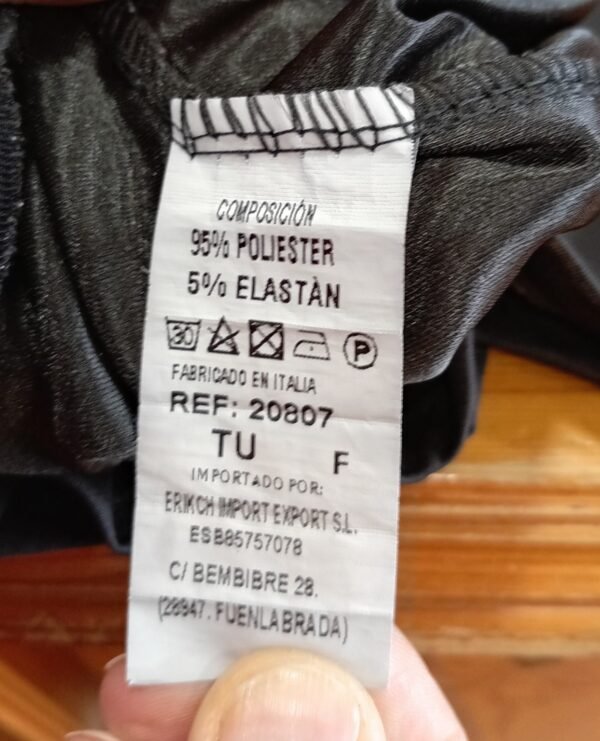 COMPOSICIÓN
95% POLIESTER
5% ELASTÀN
30 P
FABRICADO EN ITALIA
REF: 20807
TU F
IMPORTADO POR:
ERIKCH IMPORT EXPORT S.L.
ESB85757078
C/ BEMBIBRE 28.
(28947. FUENLABRADA)